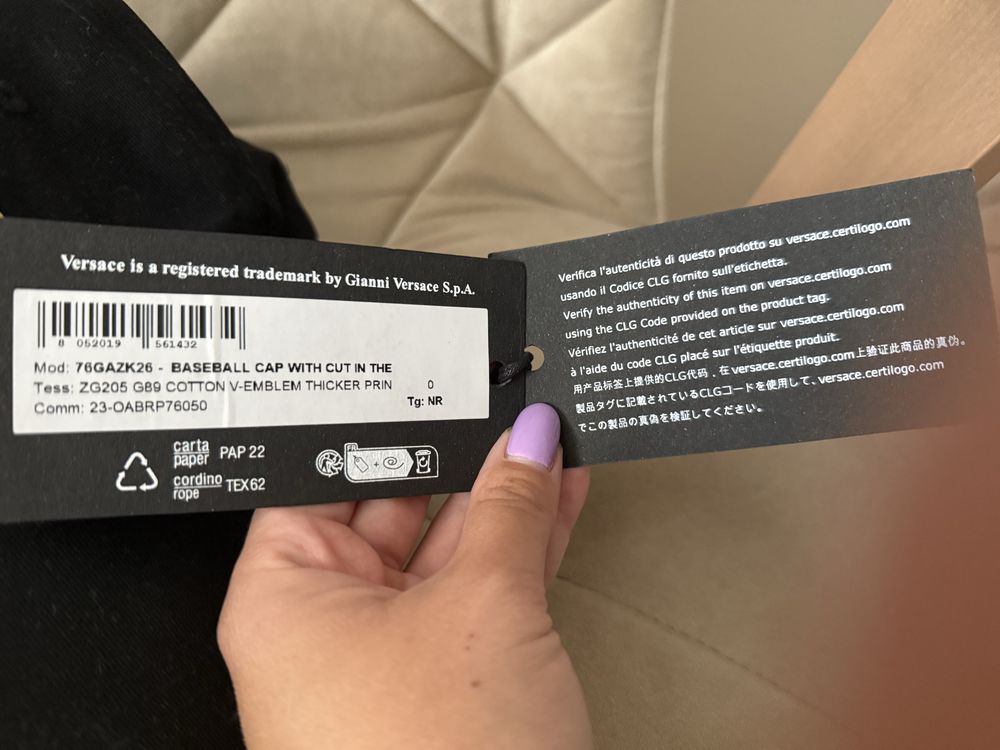 Versace is a registered trademark by Gianni Versace S.p.A.
8 052019 561432
Mod: 76GAZK26 - BASEBALL CAP WITH CUT IN THE
Tess: ZG205 G89 COTTON V-EMBLEM THICKER PRIN 0
Comm: 23-OABRP76050 Tg: NR
carta
paper PAP 22
cordino
rope TEX62
FR
Verifica l'autenticità di questo prodotto su versace.certilogo.com
usando il Codice CLG fornito sull'etichetta.
Verify the authenticity of this item on versace.certilogo.com
using the CLG Code provided on the product tag.
Vérifiez l'authenticité de cet article sur versace.certilogo.com
à l'aide du code CLG placé sur l'étiquette produit.
用产品标签上提供的CLG代码，在versace.certilogo.com上验证此商品的真伪。
製品タグに記載されているCLGコードを使用して、versace.certilogo.com
でこの製品の真偽を検証してください。